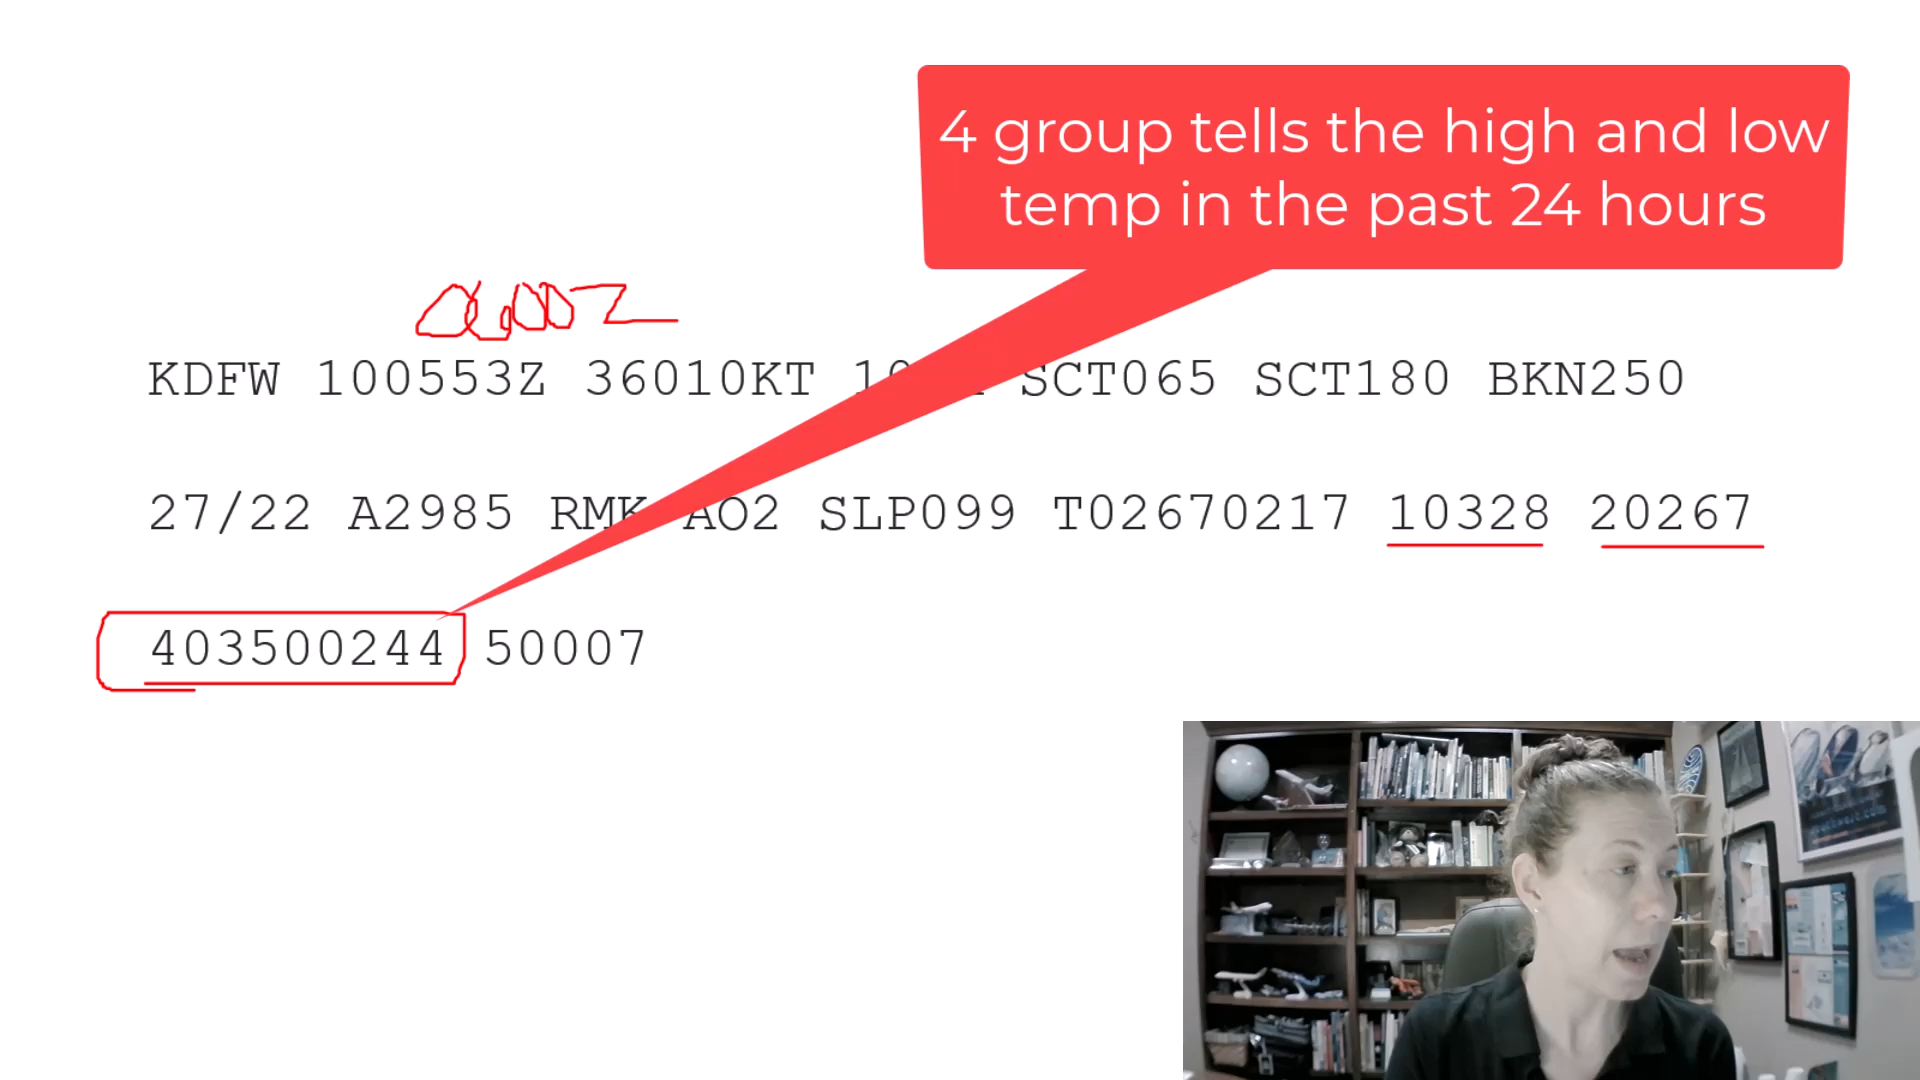 4 group tells the high and low
temp in the past 24 hours
0600Z
KDFW 100553Z 36010KT SCT065 SCT180 BKN250
27/22 A2985 RMK AO2 SLP099 T02670217 10328 20267
403500244 50007